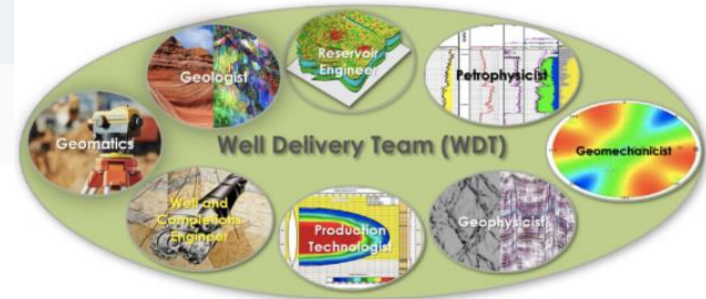 Reservoir
Engineer
Geologist
Petrophysicist
Geomatics
Well Delivery Team (WDT)
Geomechanicist
Well and
Completions
Engineer
Production
Technologist
Geophysicist